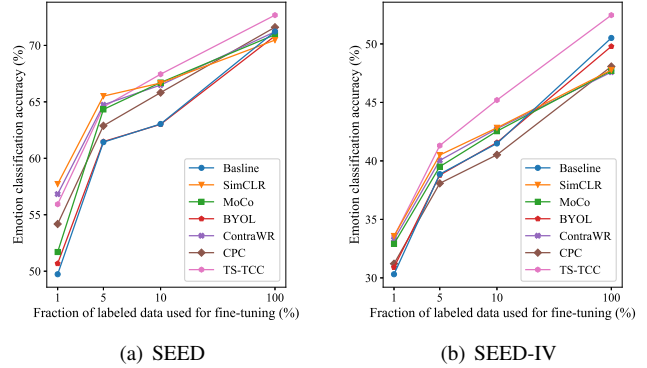 Emotion classification accuracy (%)
70
65
60
55
50
Basline
SimCLR
MoCo
BYOL
ContraWR
CPC
TS-TCC
1 5 10 100
Fraction of labeled data used for fine-tuning (%)
(a) SEED
Emotion classification accuracy (%)
50
45
40
35
30
Basline
SimCLR
MoCo
BYOL
ContraWR
CPC
TS-TCC
1 5 10 100
Fraction of labeled data used for fine-tuning (%)
(b) SEED-IV